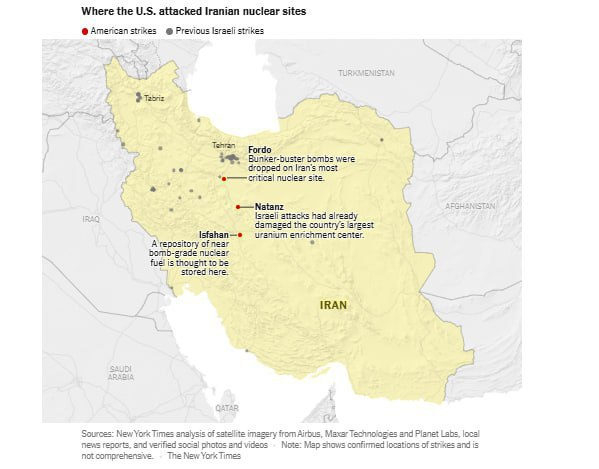 Where the U.S. attacked Iranian nuclear sites
American strikes Previous Israeli strikes
TURKMENISTAN
Tabriz
Tehran
Fordo
Bunker-buster bombs were
dropped on Iran's most
critical nuclear site.
Natanz
Israeli attacks had already
damaged the country's largest
uranium enrichment center.
AFGHANISTAN
IRAQ
Isfahan
A repository of near
bomb-grade nuclear
fuel is thought to be
stored here.
IRAN
SAUDI
ARABIA
QATAR
Sources: New York Times analysis of satellite imagery from Airbus, Maxar Technologies and Planet Labs, local
news reports, and verified social photos and videos · Note: Map shows confirmed locations of strikes and is
not comprehensive. · The New York Times